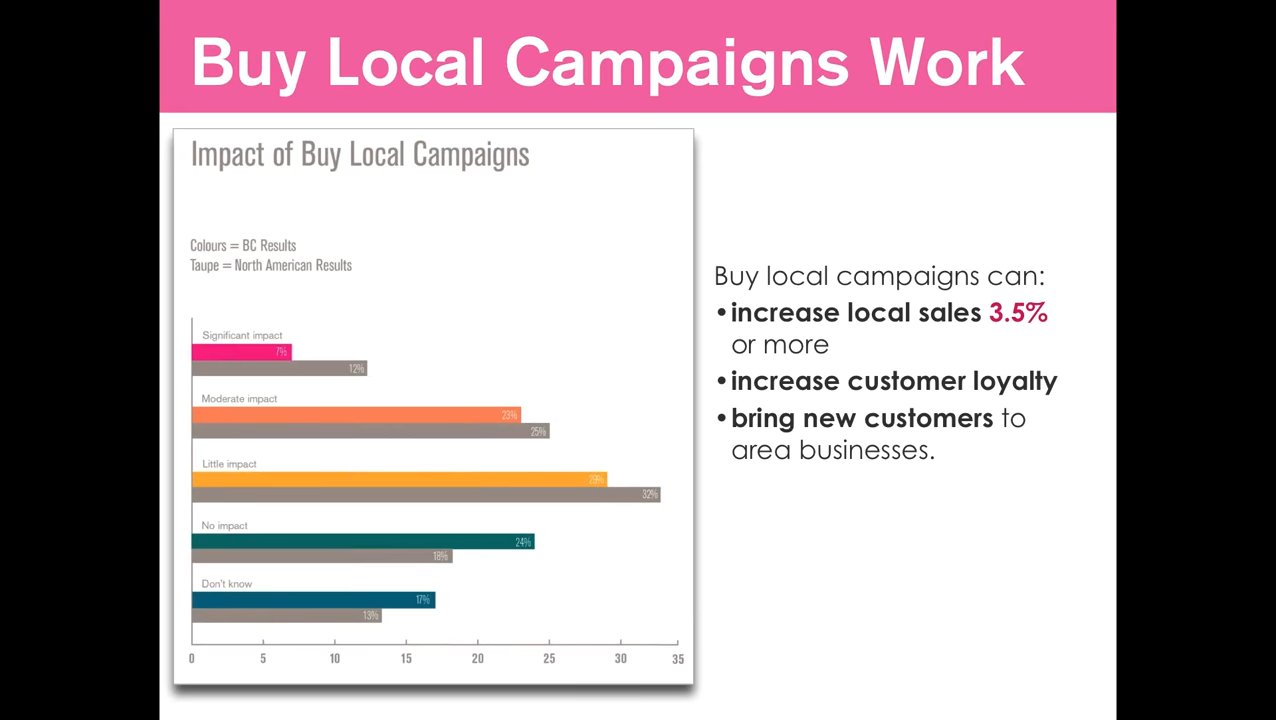 Buy Local Campaigns Work
Impact of Buy Local Campaigns
Colours = BC Results
Taupe = North American Results
Significant impact
7%
12%
Moderate impact
23%
25%
Little impact
29%
32%
No impact
24%
18%
Don't know
17%
13%
0 5 10 15 20 25 30 35
Buy local campaigns can:
•increase local sales 3.5%
or more
•increase customer loyalty
•bring new customers to
area businesses.